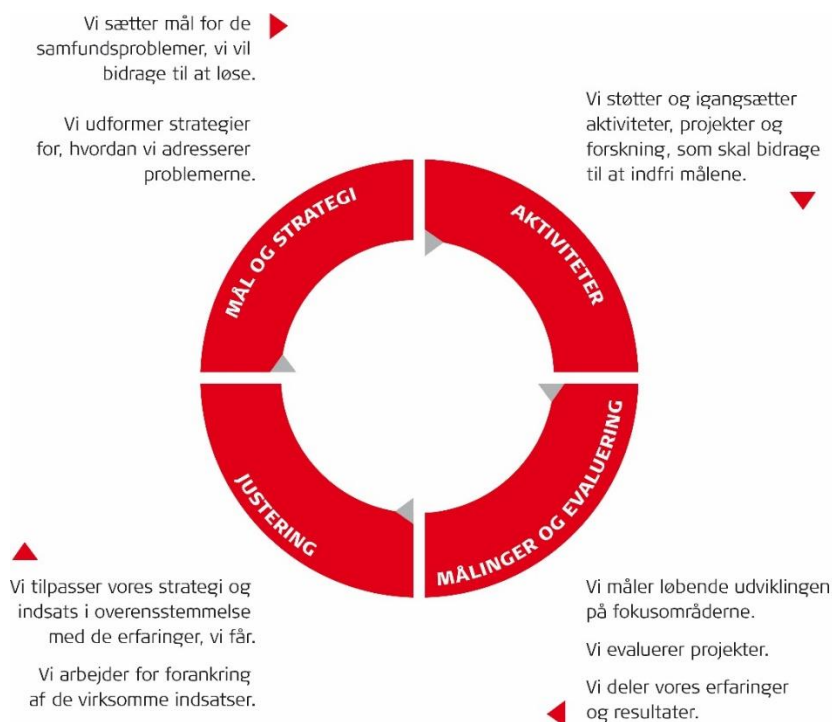 Vi sætter mål for de
samfundsproblemer, vi vil
bidrage til at løse.
Vi udformer strategier
for, hvordan vi adresserer
problemerne.
Vi støtter og igangsætter
aktiviteter, projekter og
forskning, som skal bidrage
til at indfri målene.
MÅL OG STRATEGI
AKTIVITETER
JUSTERING
MÅLINGER OG EVALUERING
Vi tilpasser vores strategi og
indsats i overensstemmelse
med de erfaringer, vi får.
Vi arbejder for forankring
af de virksomme indsatser.
Vi måler løbende udviklingen
på fokusområderne.
Vi evaluerer projekter.
Vi deler vores erfaringer
og resultater.